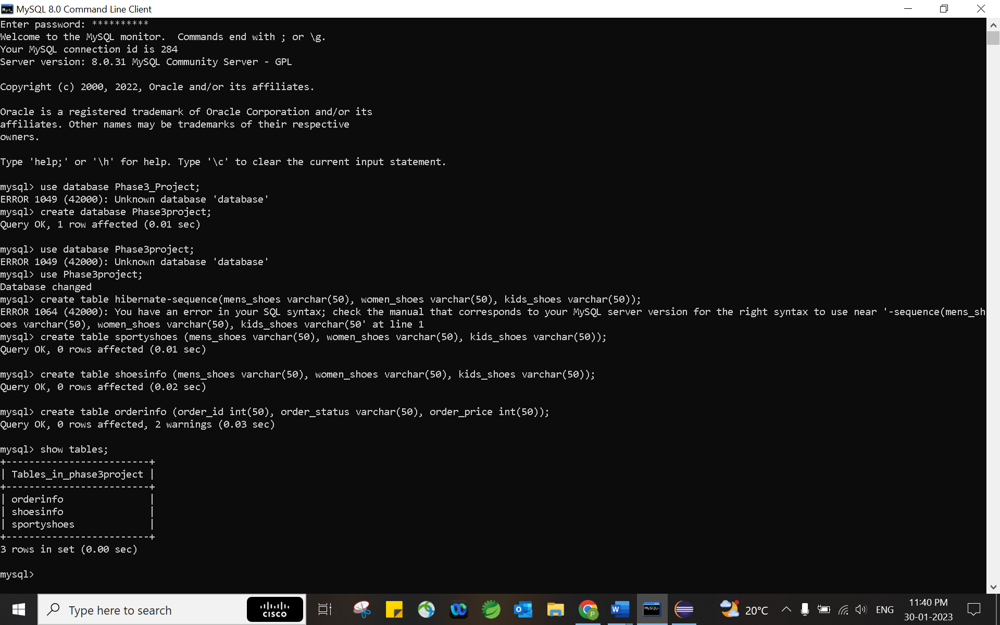 MySQL 8.0 Command Line Client
Enter password: **********
Welcome to the MySQL monitor.  Commands end with ; or \g.
Your MySQL connection id is 284
Server version: 8.0.31 MySQL Community Server - GPL
Copyright (c) 2000, 2022, Oracle and/or its affiliates.
Oracle is a registered trademark of Oracle Corporation and/or its
affiliates. Other names may be trademarks of their respective
owners.
Type 'help;' or '\h' for help. Type '\c' to clear the current input statement.
mysql> use database Phase3_Project;
ERROR 1049 (42000): Unknown database 'database'
mysql> create database Phase3project;
Query OK, 1 row affected (0.01 sec)
mysql> use database Phase3project;
ERROR 1049 (42000): Unknown database 'database'
mysql> use Phase3project;
Database changed
mysql> create table hibernate-sequence(mens_shoes varchar(50), women_shoes varchar(50), kids_shoes varchar(50));
ERROR 1064 (42000): You have an error in your SQL syntax; check the manual that corresponds to your MySQL server version for the right syntax to use near '-sequence(mens_sh
oes varchar(50), women_shoes varchar(50), kids_shoes varchar(50' at line 1
mysql> create table sportyshoes (mens_shoes varchar(50), women_shoes varchar(50), kids_shoes varchar(50));
Query OK, 0 rows affected (0.01 sec)
mysql> create table shoesinfo (mens_shoes varchar(50), women_shoes varchar(50), kids_shoes varchar(50));
Query OK, 0 rows affected (0.02 sec)
mysql> create table orderinfo (order_id int(50), order_status varchar(50), order_price int(50));
Query OK, 0 rows affected, 2 warnings (0.03 sec)
mysql> show tables;
+-------------------------+
| Tables_in_phase3project |
+-------------------------+
| orderinfo               |
| shoesinfo               |
| sportyshoes             |
+-------------------------+
3 rows in set (0.00 sec)
mysql>
Type here to search
CISCO
MySQL
20°C
ENG
11:40 PM
30-01-2023